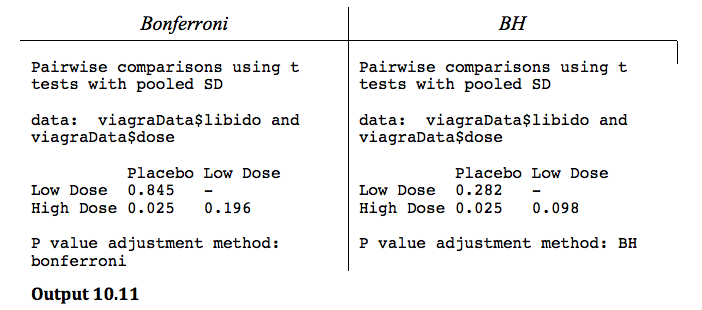 Bonferroni
Pairwise comparisons using t
tests with pooled SD
data:  viagraData$libido and
viagraData$dose
Placebo Low Dose
Low Dose  0.845   -
High Dose 0.025   0.196
P value adjustment method:
bonferroni
BH
Pairwise comparisons using t
tests with pooled SD
data:  viagraData$libido and
viagraData$dose
Placebo Low Dose
Low Dose  0.282   -
High Dose 0.025   0.098
P value adjustment method: BH
Output 10.11